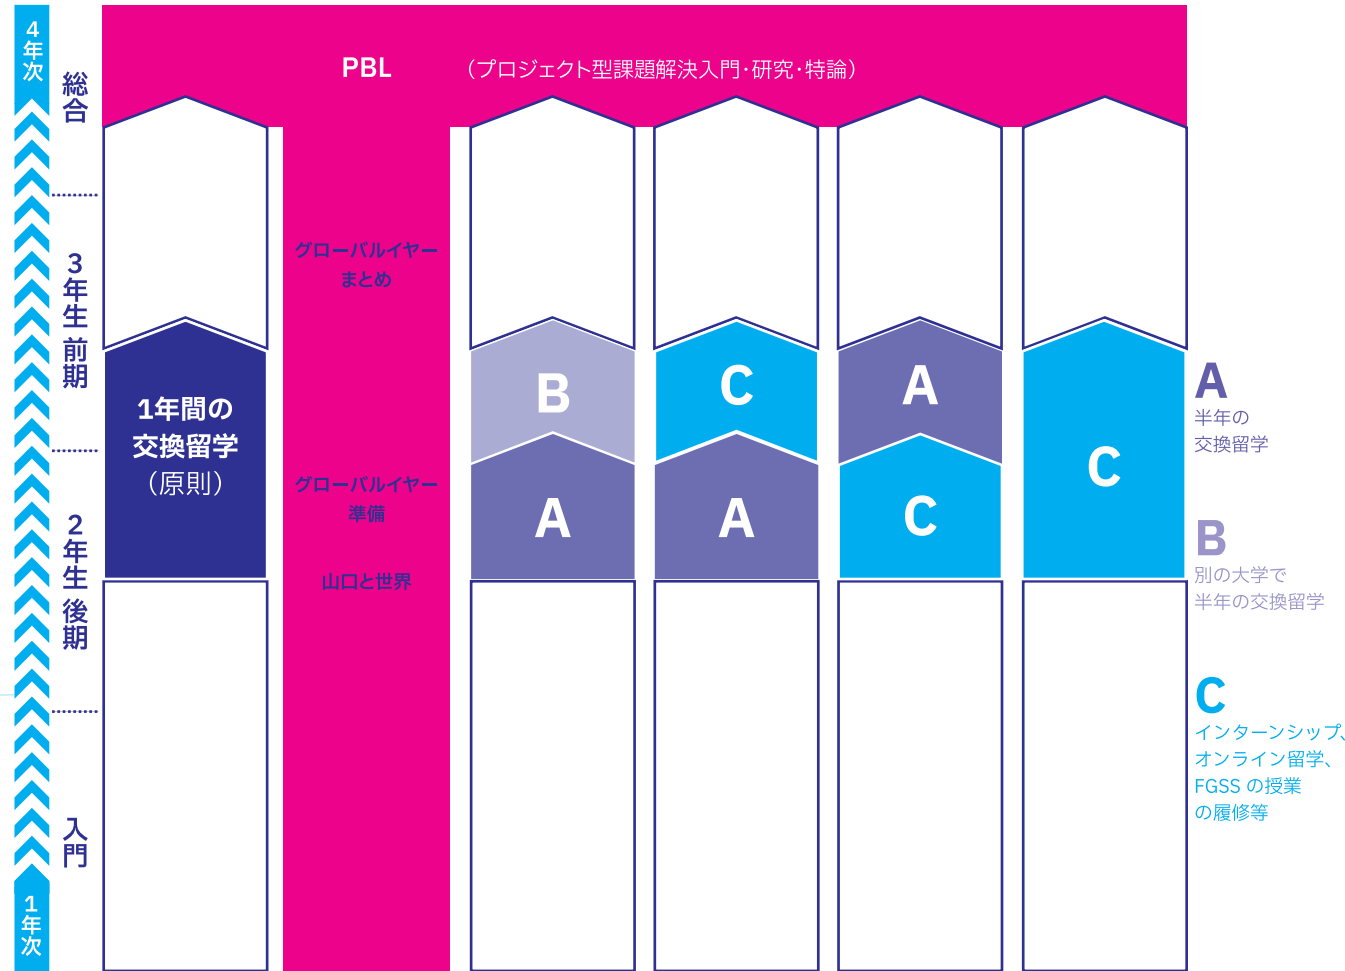 4年次
総合
PBL
（プロジェクト型課題解決入門・研究・特論）
グローバルイヤー
まとめ
3年生 前期
1年間の
交換留学
（原則）
B
C
A
C
A
A
C
グローバルイヤー
準備
山口と世界
2年生 後期
入門
1年次
A
半年の
交換留学
B
別の大学で
半年の交換留学
C
インターンシップ、
オンライン留学、
FGSS の授業
の履修等